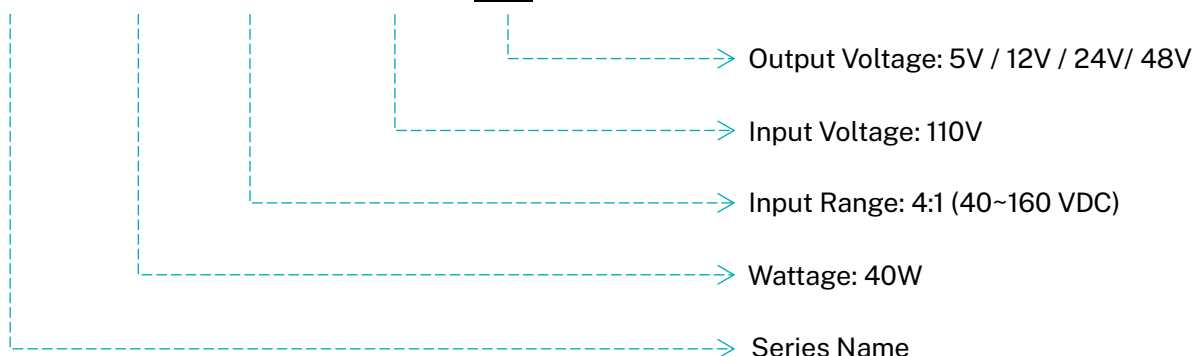 Output Voltage: 5V / 12V / 24V/ 48V
Input Voltage: 110V
Input Range: 4:1 (40~160 VDC)
Wattage: 40W
Series Name